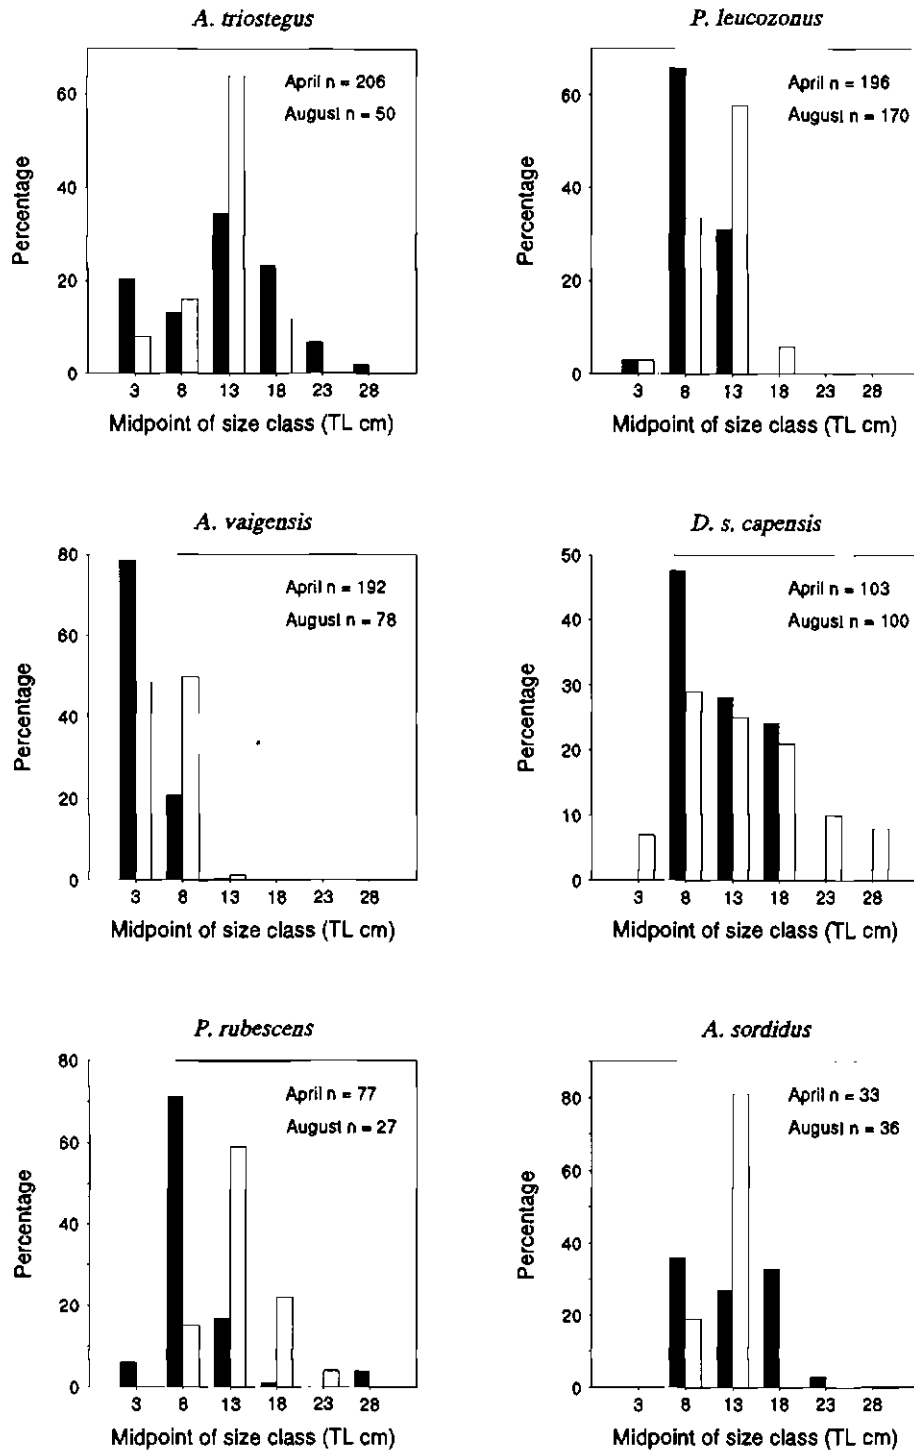 A. triostegus
April n = 206
August n = 50
Percentage
60
40
20
0
3 8 13 18 23 28
Midpoint of size class (TL cm)
P. leucozonus
April n = 196
August n = 170
Percentage
60
40
20
0
3 8 13 18 23 28
Midpoint of size class (TL cm)
A. vaigensis
April n = 192
August n = 78
Percentage
80
60
40
20
0
3 8 13 18 23 28
Midpoint of size class (TL cm)
D. s. capensis
April n = 103
August n = 100
Percentage
50
40
30
20
10
0
3 8 13 18 23 28
Midpoint of size class (TL cm)
P. rubescens
April n = 77
August n = 27
Percentage
80
60
40
20
0
3 8 13 18 23 28
Midpoint of size class (TL cm)
A. sordidus
April n = 33
August n = 36
Percentage
80
60
40
20
0
3 8 13 18 23 28
Midpoint of size class (TL cm)